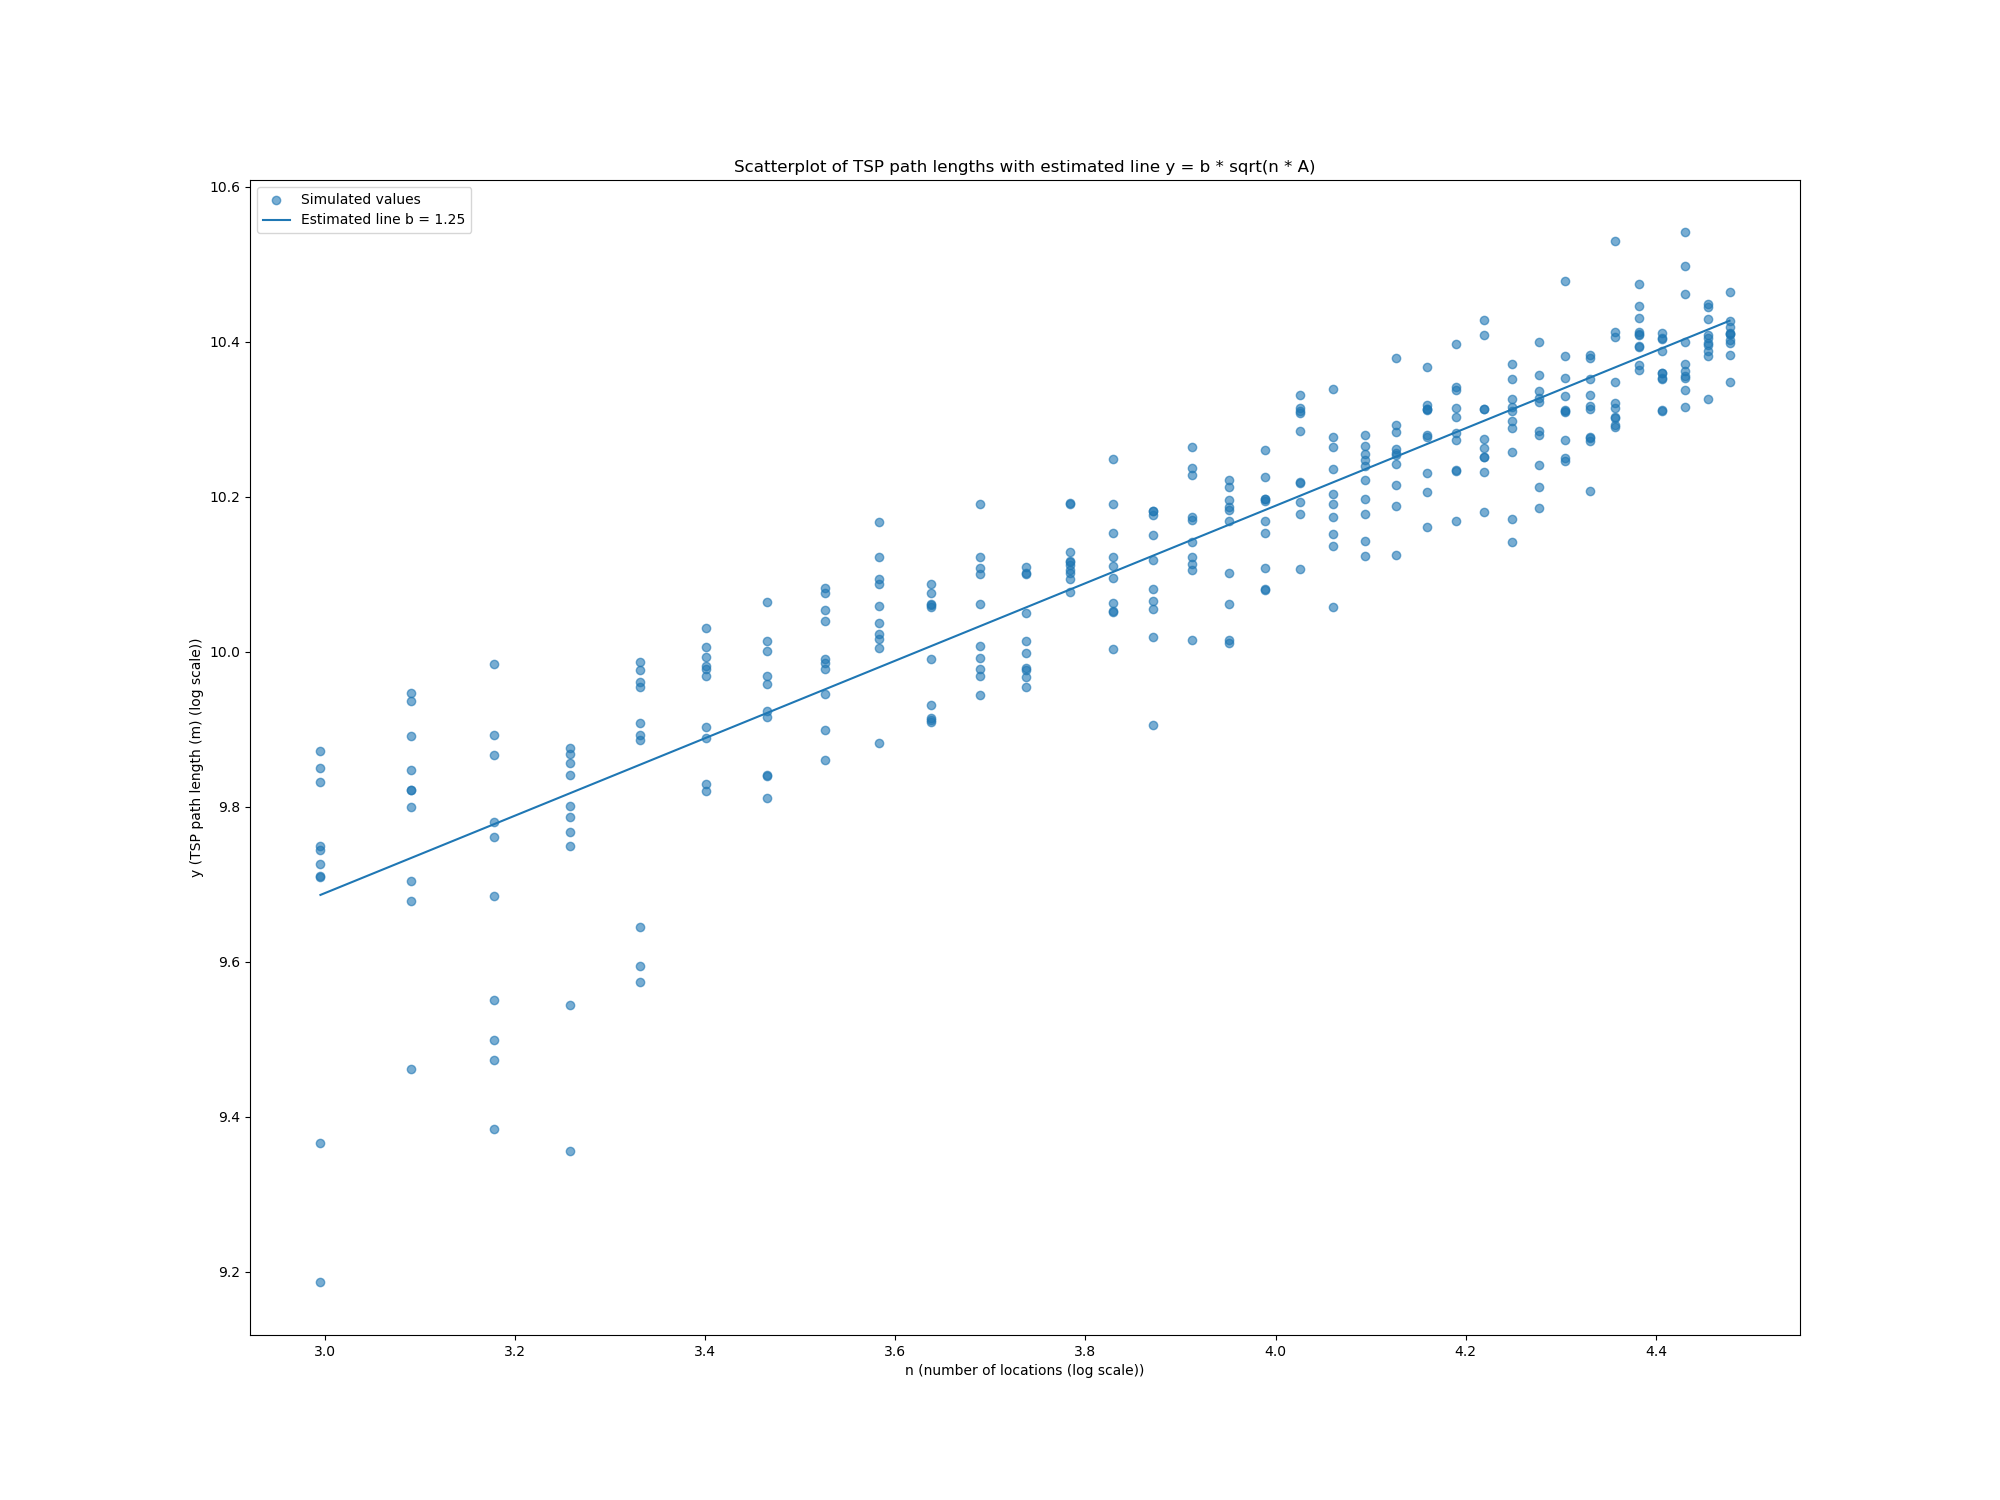 Scatterplot of TSP path lengths with estimated line y = b * sqrt(n * A)
Simulated values
Estimated line b = 1.25
10.6
10.4
10.2
10.0
9.8
9.6
9.4
9.2
y (TSP path length (m) (log scale))
3.0 3.2 3.4 3.6 3.8 4.0 4.2 4.4
n (number of locations (log scale))